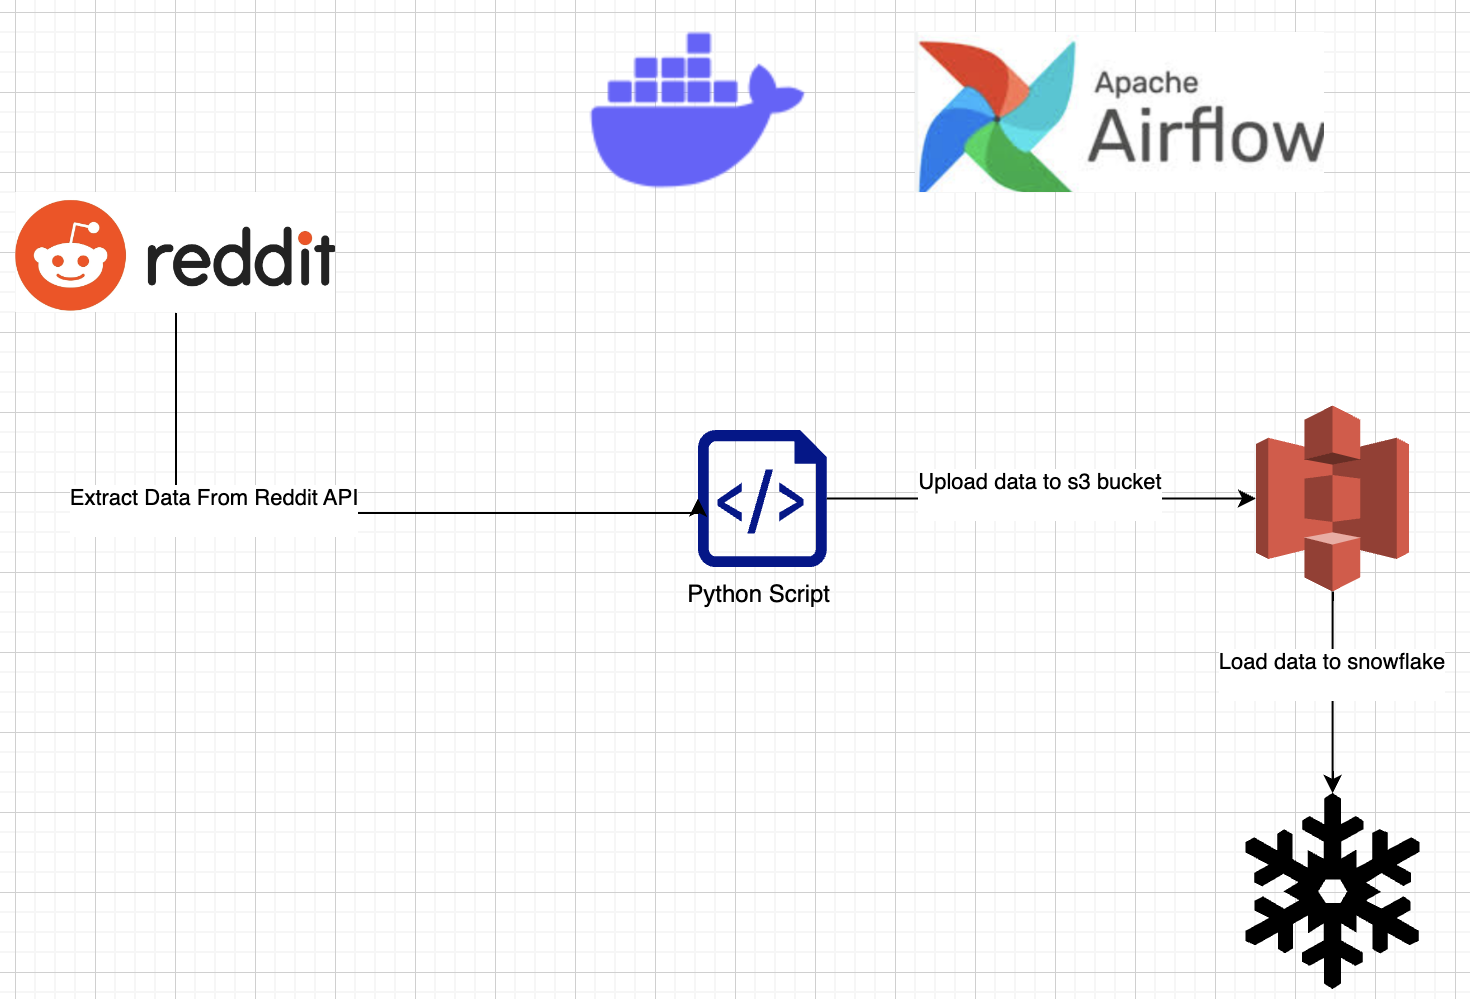 Apache
Airflow
reddit
</>
Extract Data From Reddit API
Upload data to s3 bucket
Python Script
Load data to snowflake